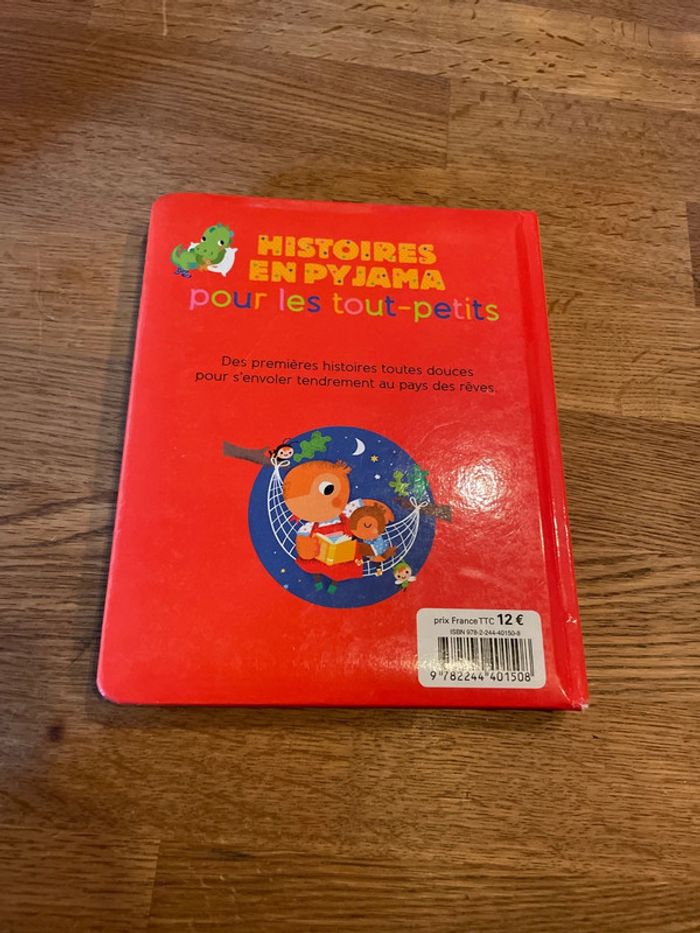 HISTOIRES
EN PYJAMA
pour les tout-petits
Des premières histoires toutes douces
pour s'envoler tendrement au pays des rêves.
prix France TTC 12 €
ISBN 978-2-244-40150-8
9 782244 401508